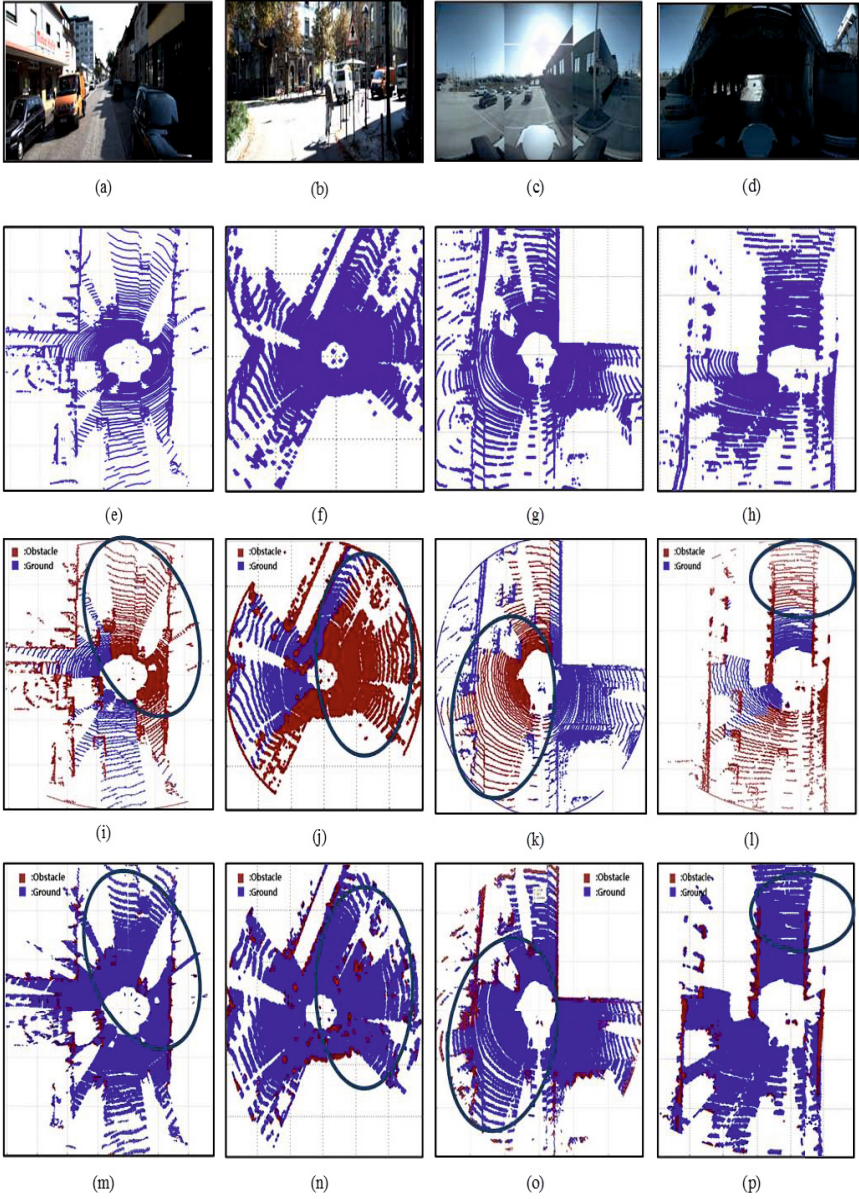 (a)
(b)
(c)
(d)
(e)
(f)
(g)
(h)
:Obstacle
:Ground
:Obstacle
:Ground
:Obstacle
:Ground
(i)
(j)
(k)
(l)
:Obstacle
:Ground
:Obstacle
:Ground
:Obstacle
:Ground
:Obstacle
:Ground
(m)
(n)
(o)
(p)